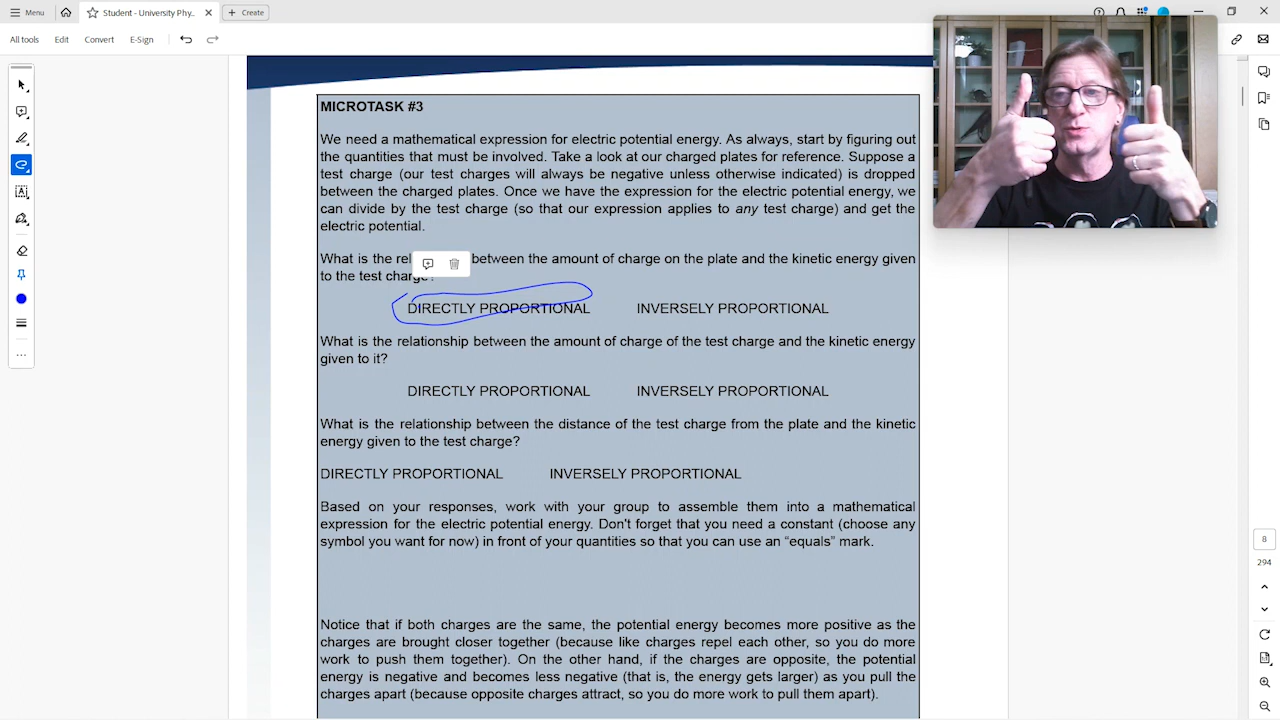 Menu
Student - University Phy...
Create
All tools
Edit
Convert
E-Sign
MICROTASK #3
We need a mathematical expression for electric potential energy. As always, start by figuring out
the quantities that must be involved. Take a look at our charged plates for reference. Suppose a
test charge (our test charges will always be negative unless otherwise indicated) is dropped
between the charged plates. Once we have the expression for the electric potential energy, we
can divide by the test charge (so that our expression applies to any test charge) and get the
electric potential.
What is the rel between the amount of charge on the plate and the kinetic energy given
to the test charge?
DIRECTLY PROPORTIONAL INVERSELY PROPORTIONAL
What is the relationship between the amount of charge of the test charge and the kinetic energy
given to it?
DIRECTLY PROPORTIONAL INVERSELY PROPORTIONAL
What is the relationship between the distance of the test charge from the plate and the kinetic
energy given to the test charge?
DIRECTLY PROPORTIONAL INVERSELY PROPORTIONAL
Based on your responses, work with your group to assemble them into a mathematical
expression for the electric potential energy. Don't forget that you need a constant (choose any
symbol you want for now) in front of your quantities so that you can use an “equals” mark.
Notice that if both charges are the same, the potential energy becomes more positive as the
charges are brought closer together (because like charges repel each other, so you do more
work to push them together). On the other hand, if the charges are opposite, the potential
energy is negative and becomes less negative (that is, the energy gets larger) as you pull the
charges apart (because opposite charges attract, so you do more work to pull them apart).
8
294